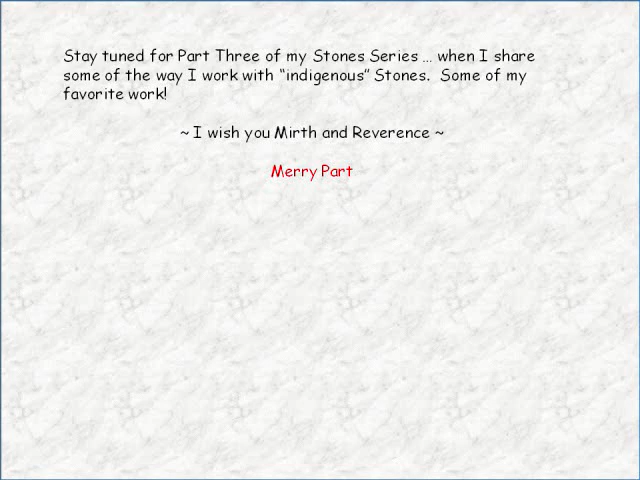 Stay tuned for Part Three of my Stones Series … when I share
some of the way I work with “indigenous” Stones.  Some of my
favorite work!
~ I wish you Mirth and Reverence ~
Merry Part